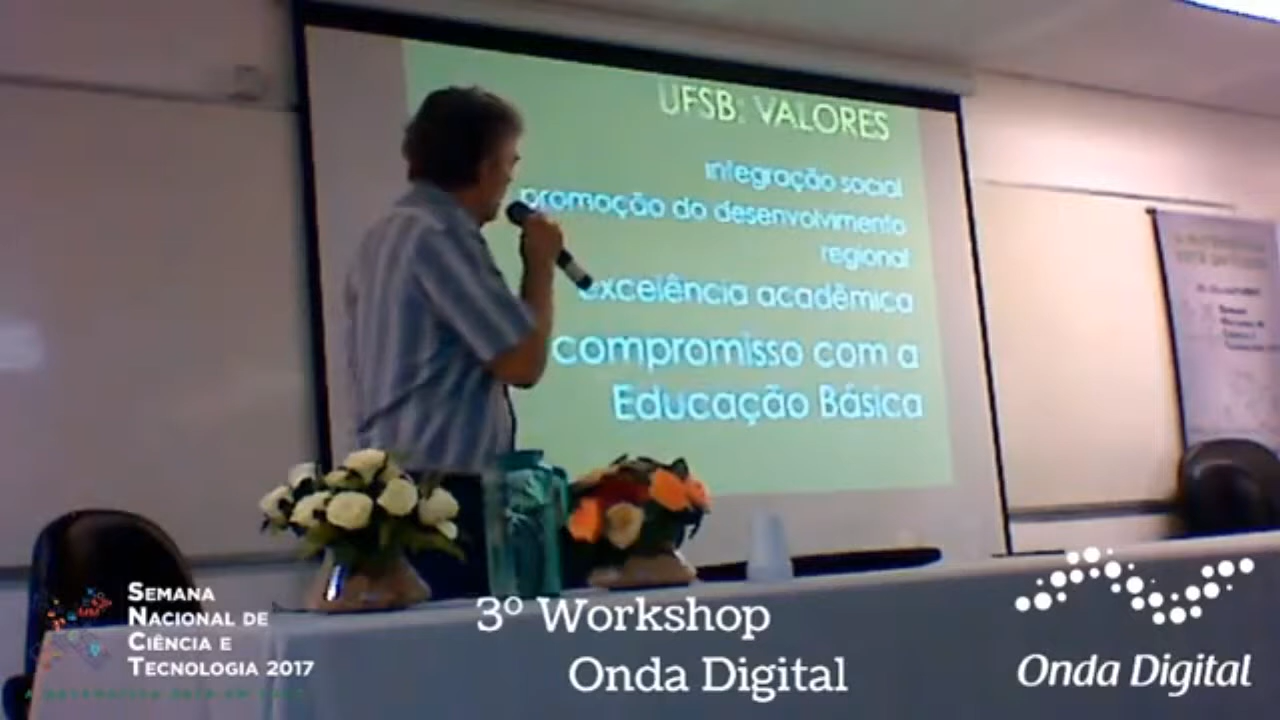 UFSB: VALORES
integração social
promoção do desenvolvimento
regional
excelência acadêmica
compromisso com a
Educação Básica
SEMANA
NACIONAL DE
CIÊNCIA E
TECNOLOGIA 2017
3º Workshop
Onda Digital
Onda Digital